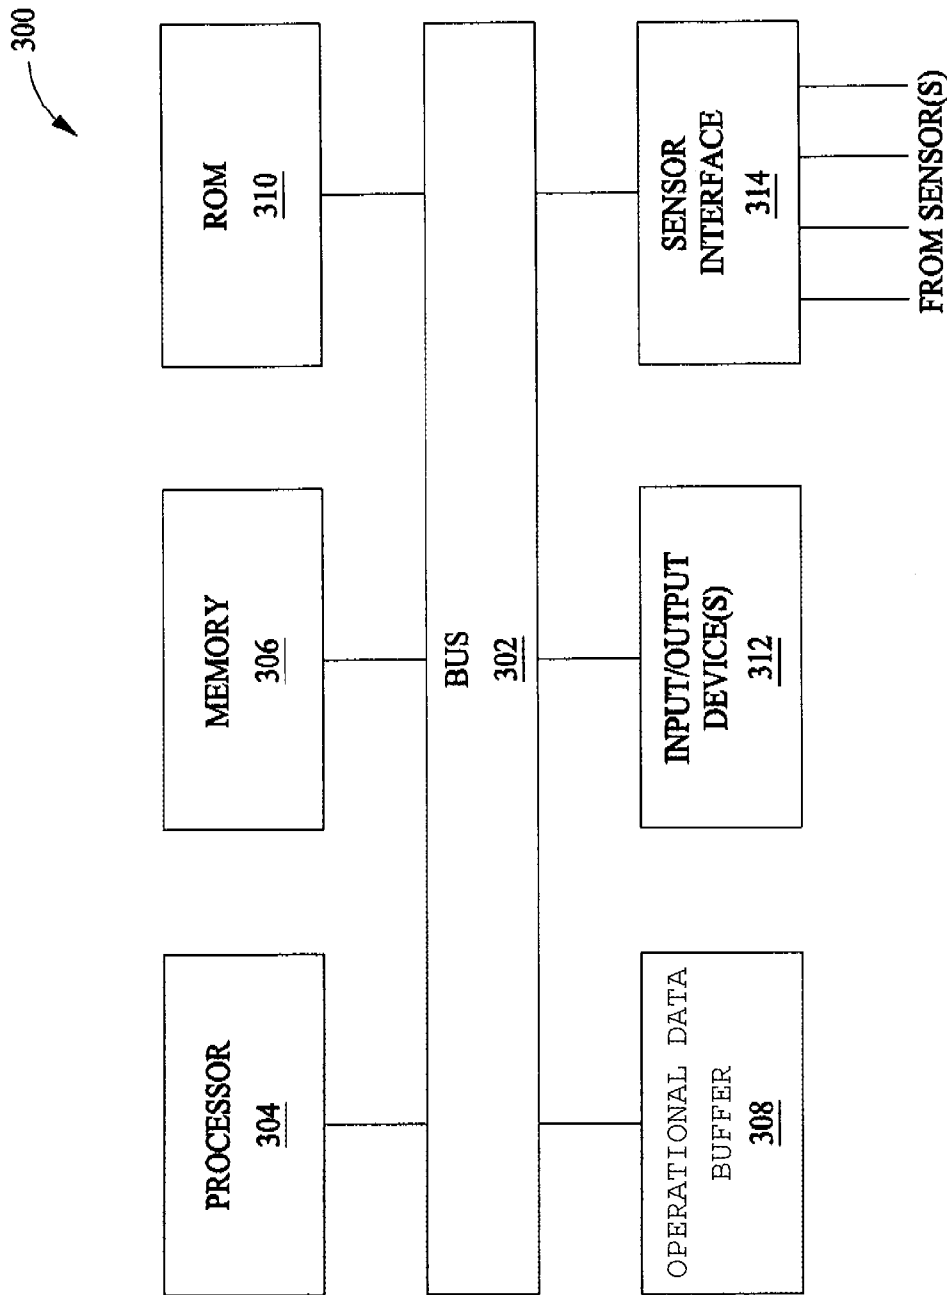 300
PROCESSOR
304
MEMORY
306
ROM
310
BUS
302
OPERATIONAL DATA
BUFFER
308
INPUT/OUTPUT
DEVICE(S)
312
SENSOR
INTERFACE
314
FROM SENSOR(S)